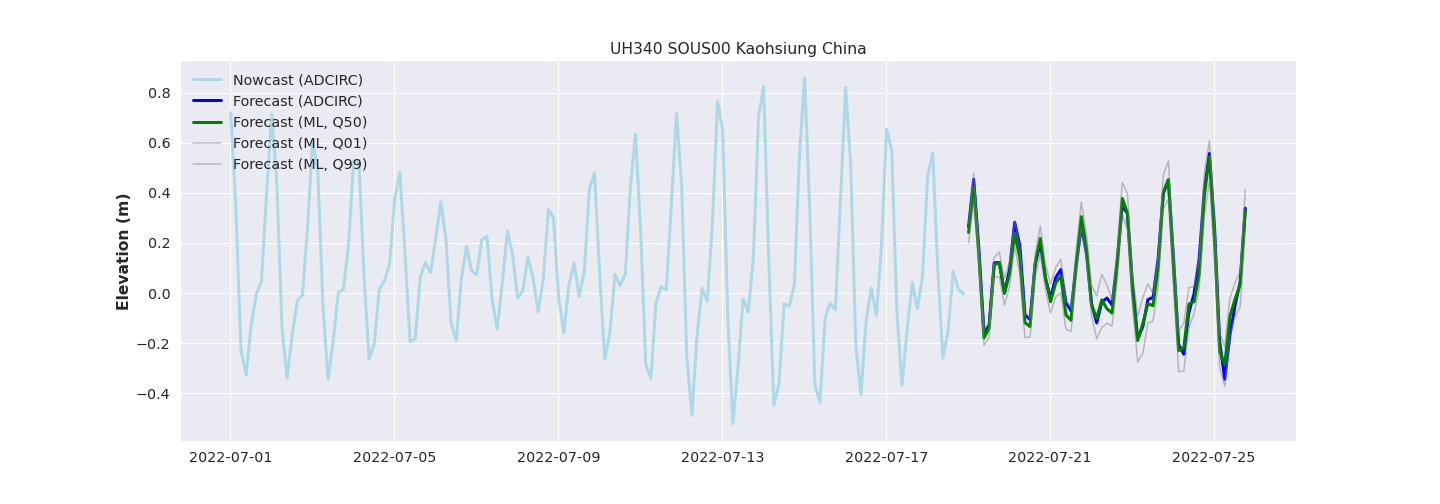 UH340 SOUS00 Kaohsiung China
Nowcast (ADCIRC)
Forecast (ADCIRC)
Forecast (ML, Q50)
Forecast (ML, Q01)
Forecast (ML, Q99)
Elevation (m)
0.8
0.6
0.4
0.2
0.0
−0.2
−0.4
2022-07-01 2022-07-05 2022-07-09 2022-07-13 2022-07-17 2022-07-21 2022-07-25